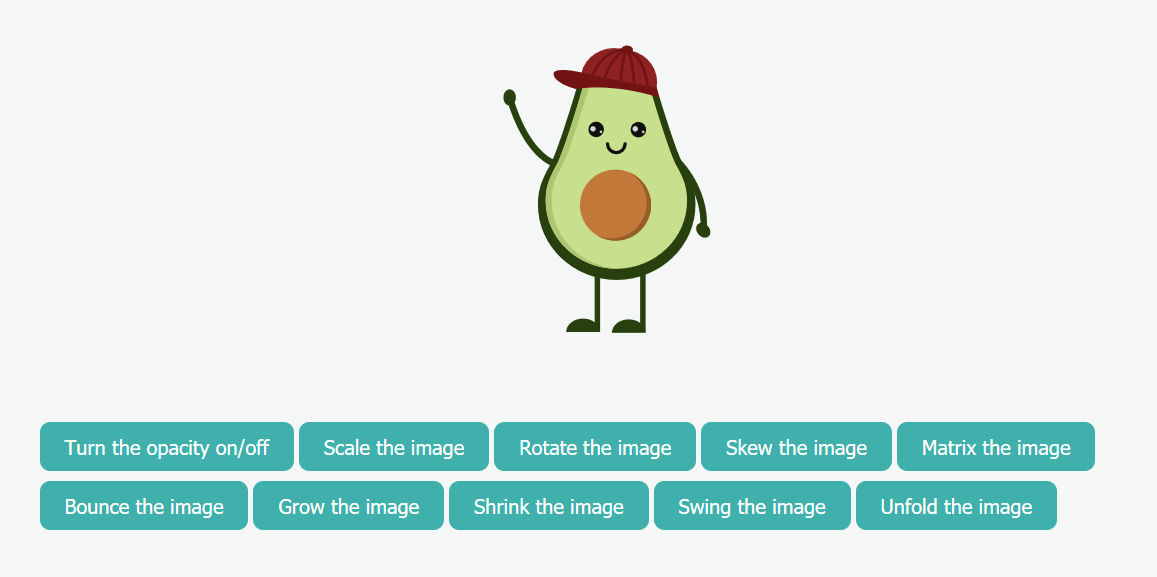 Turn the opacity on/off Scale the image Rotate the image Skew the image Matrix the image
Bounce the image Grow the image Shrink the image Swing the image Unfold the image